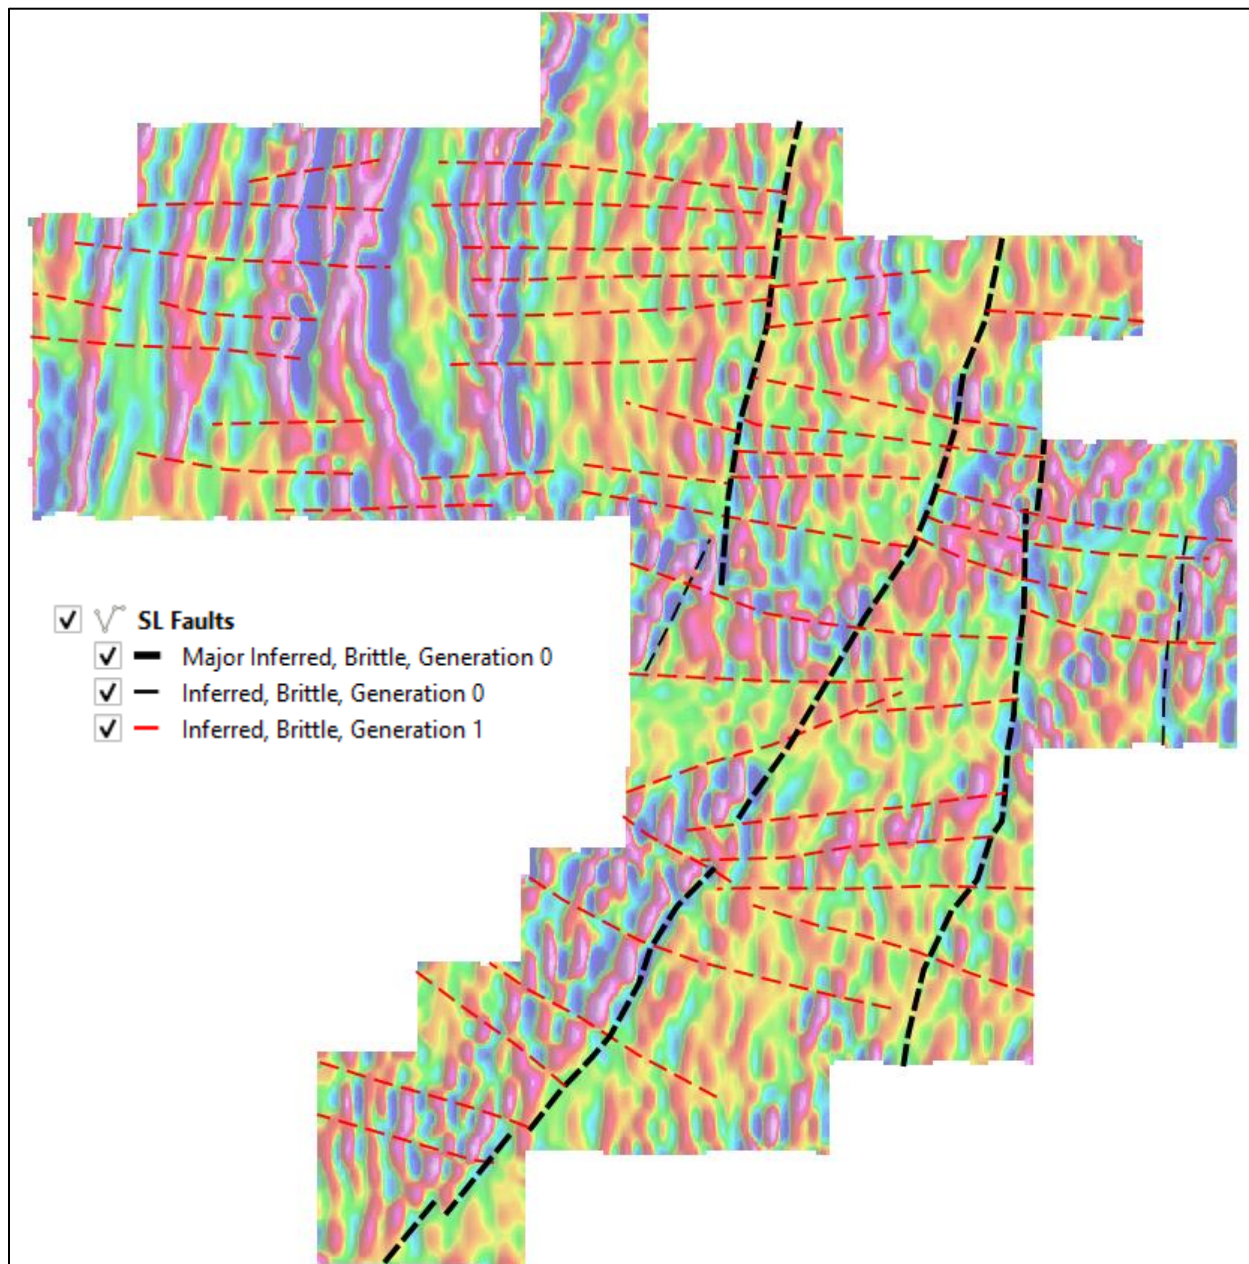 SL Faults
Major Inferred, Brittle, Generation 0
Inferred, Brittle, Generation 0
Inferred, Brittle, Generation 1